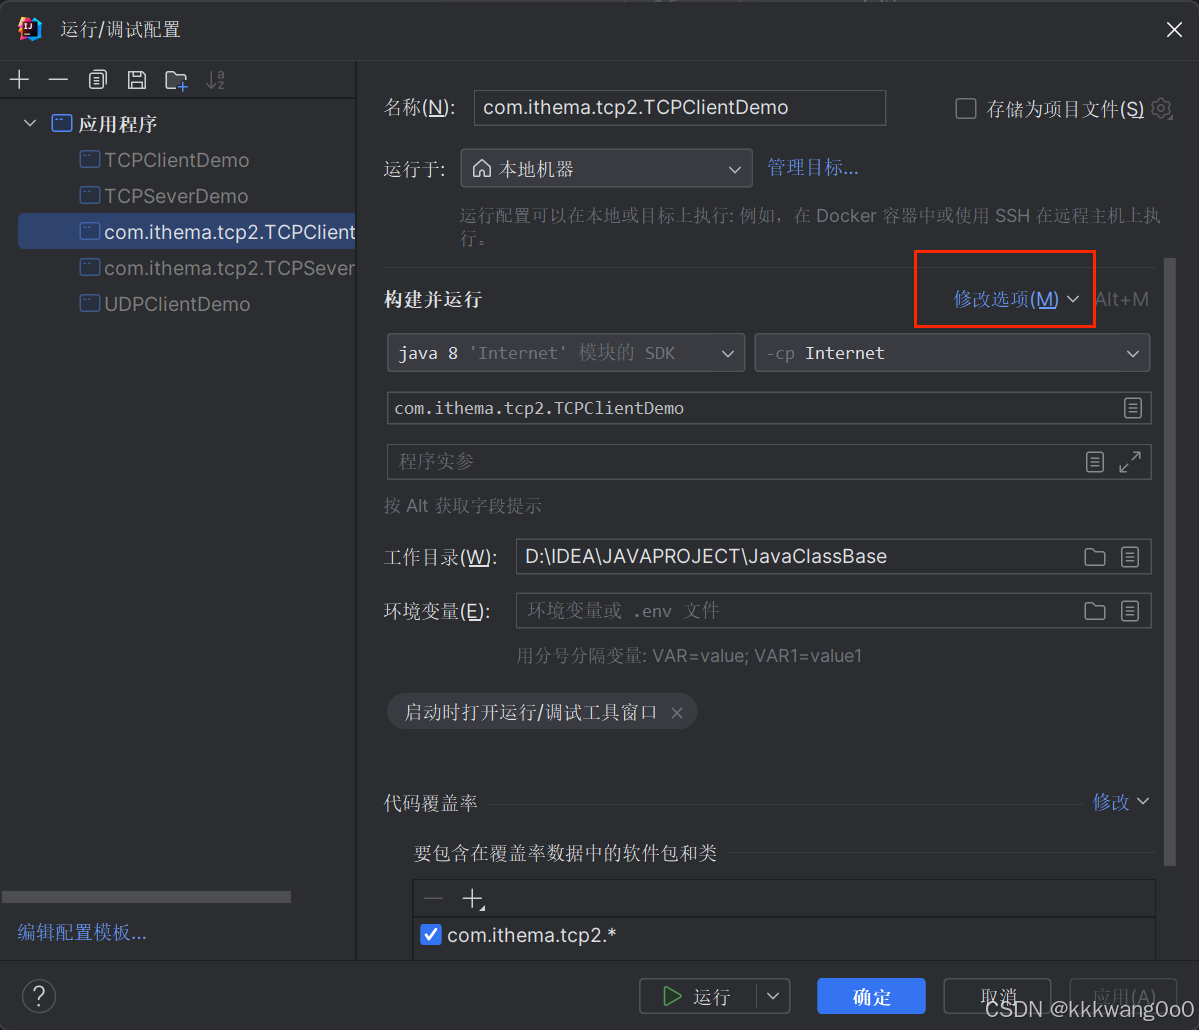 运行/调试配置
应用程序
TCPClientDemo
TCPSeverDemo
com.ithema.tcp2.TCPClient
com.ithema.tcp2.TCPSever
UDPClientDemo
编辑配置模板...
名称(N):
com.ithema.tcp2.TCPClientDemo
存储为项目文件(S)
运行于:
本地机器
管理目标...
运行配置可以在本地或目标上执行: 例如，在 Docker 容器中或使用 SSH 在远程主机上执
行。
构建并运行
修改选项(M)
Alt+M
java 8 'Internet' 模块的 SDK
-cp Internet
com.ithema.tcp2.TCPClientDemo
程序实参
按 Alt 获取字段提示
工作目录(W):
D:\IDEA\JAVAPROJECT\JavaClassBase
环境变量(E):
环境变量或 .env 文件
用分号分隔变量: VAR=value; VAR1=value1
启动时打开运行/调试工具窗口
代码覆盖率
修改
要包含在覆盖率数据中的软件包和类
com.ithema.tcp2.*
?
运行
确定
取消
应用(A)
CSDN @kkkwang0o0